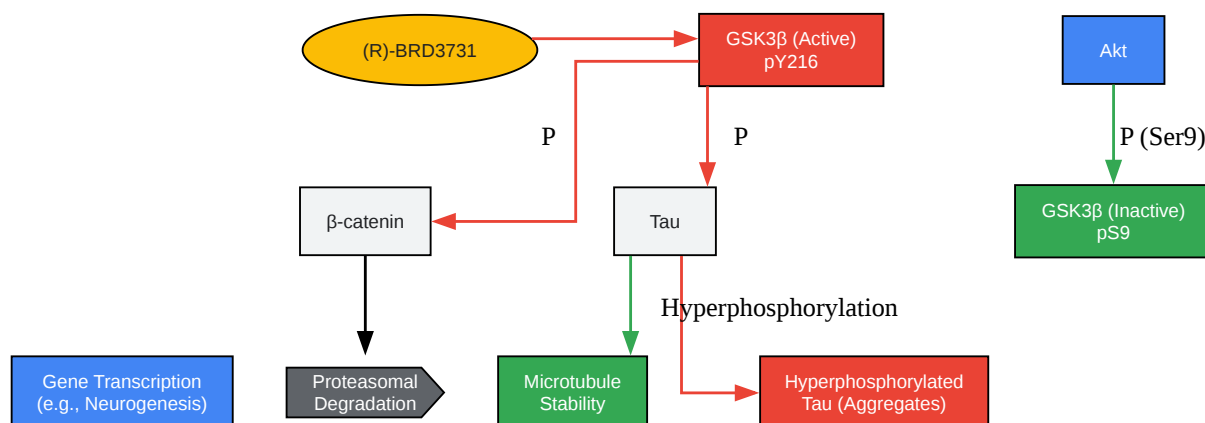 (R)-BRD3731
GSK3β (Active)
pY216
Akt
P
P
P (Ser9)
β-catenin
Tau
GSK3β (Inactive)
pS9
Hyperphosphorylation
Gene Transcription
(e.g., Neurogenesis)
Proteasomal
Degradation
Microtubule
Stability
Hyperphosphorylated
Tau (Aggregates)